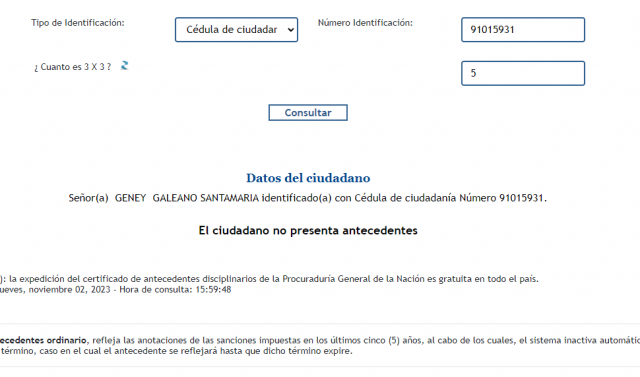 Tipo de Identificación: Cédula de ciudadar Número Identificación: 91015931
¿ Cuanto es 3 X 3 ? 5
Consultar
Datos del ciudadano
Señor(a) GENEY GALEANO SANTAMARIA identificado(a) con Cédula de ciudadanía Número 91015931.
El ciudadano no presenta antecedentes
): la expedición del certificado de antecedentes disciplinarios de la Procuraduría General de la Nación es gratuita en todo el país.
ueves, noviembre 02, 2023 - Hora de consulta: 15:59:48
ecedentes ordinario, refleja las anotaciones de las sanciones impuestas en los últimos cinco (5) años, al cabo de los cuales, el sistema inactiva automátic
término, caso en el cual el antecedente se reflejará hasta que dicho término expire.